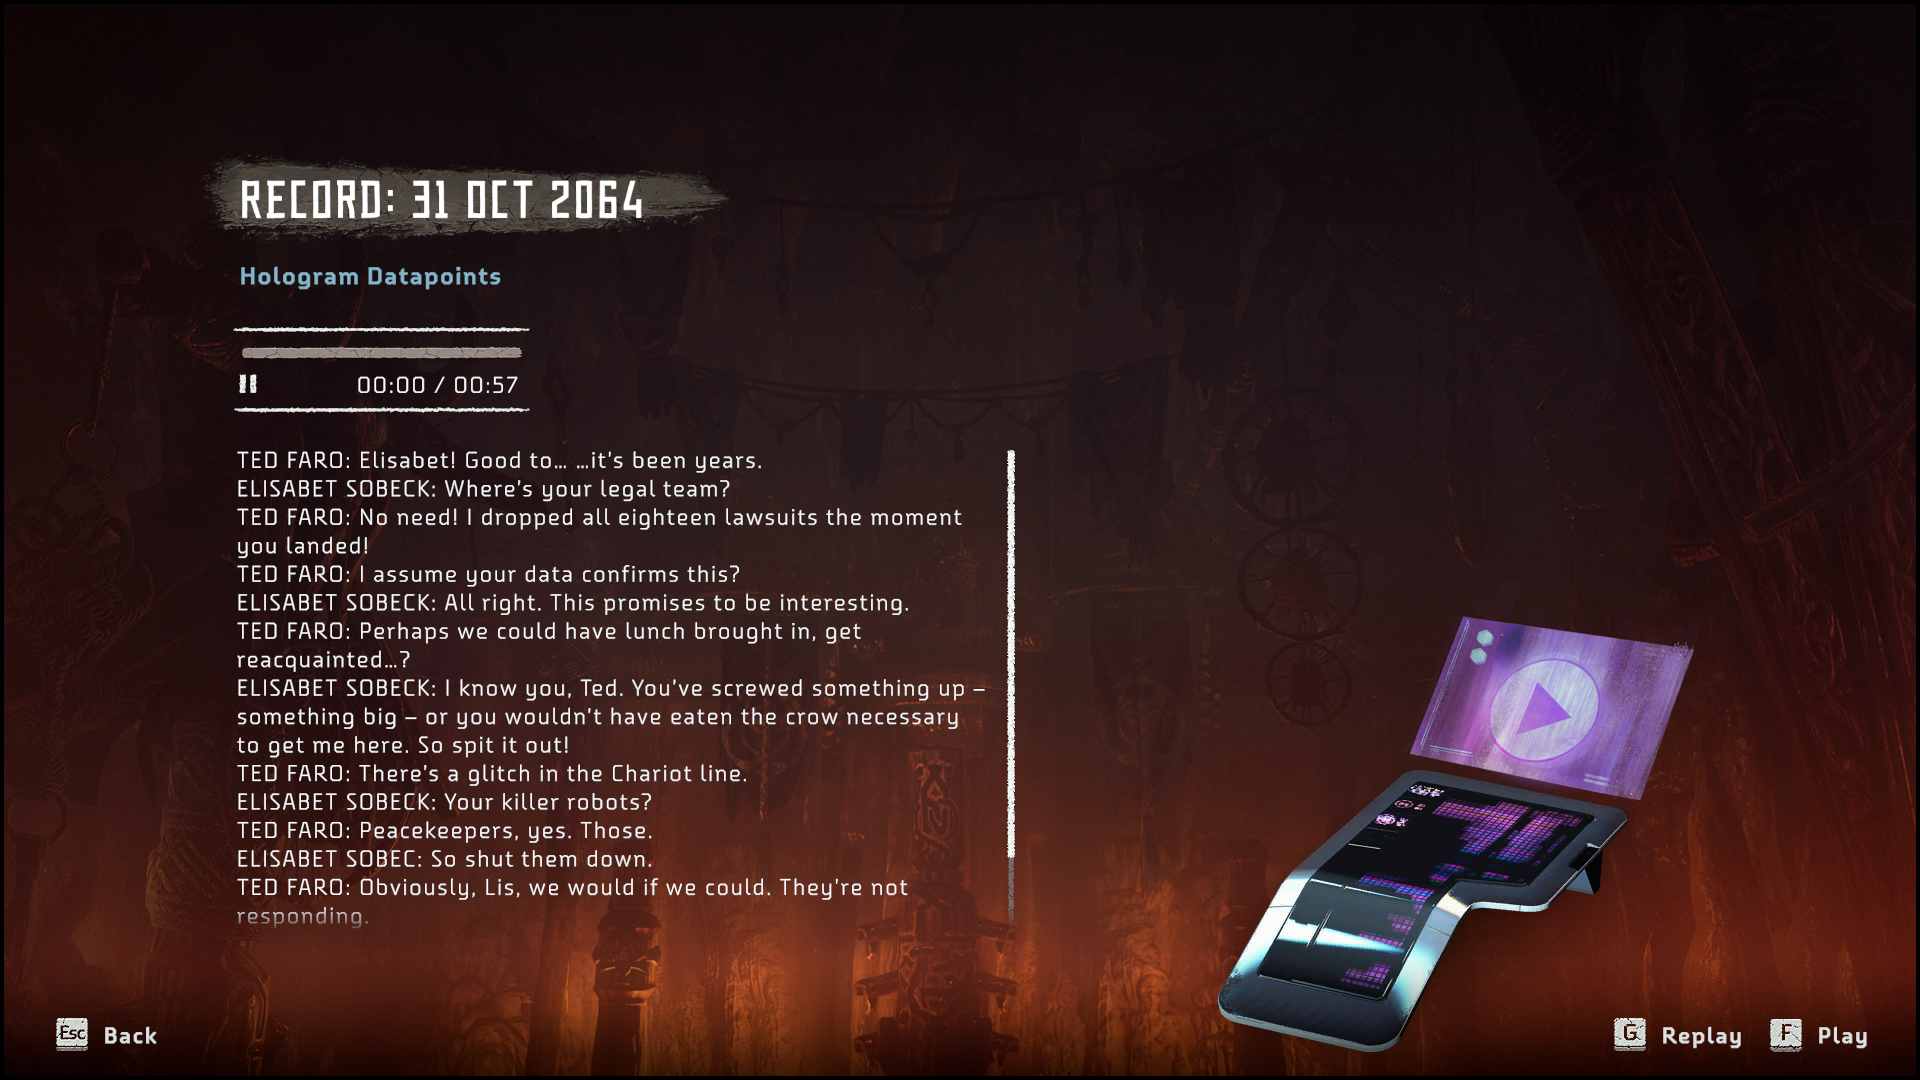 RECORD: 31 OCT 2064
Hologram Datapoints
00:00 / 00:57
TED FARO: Elisabet! Good to… …it's been years.
ELISABET SOBECK: Where's your legal team?
TED FARO: No need! I dropped all eighteen lawsuits the moment
you landed!
TED FARO: I assume your data confirms this?
ELISABET SOBECK: All right. This promises to be interesting.
TED FARO: Perhaps we could have lunch brought in, get
reacquainted…?
ELISABET SOBECK: I know you, Ted. You've screwed something up –
something big – or you wouldn't have eaten the crow necessary
to get me here. So spit it out!
TED FARO: There's a glitch in the Chariot line.
ELISABET SOBECK: Your killer robots?
TED FARO: Peacekeepers, yes. Those.
ELISABET SOBEC: So shut them down.
TED FARO: Obviously, Lis, we would if we could. They're not
responding.
Esc Back
G Replay F Play